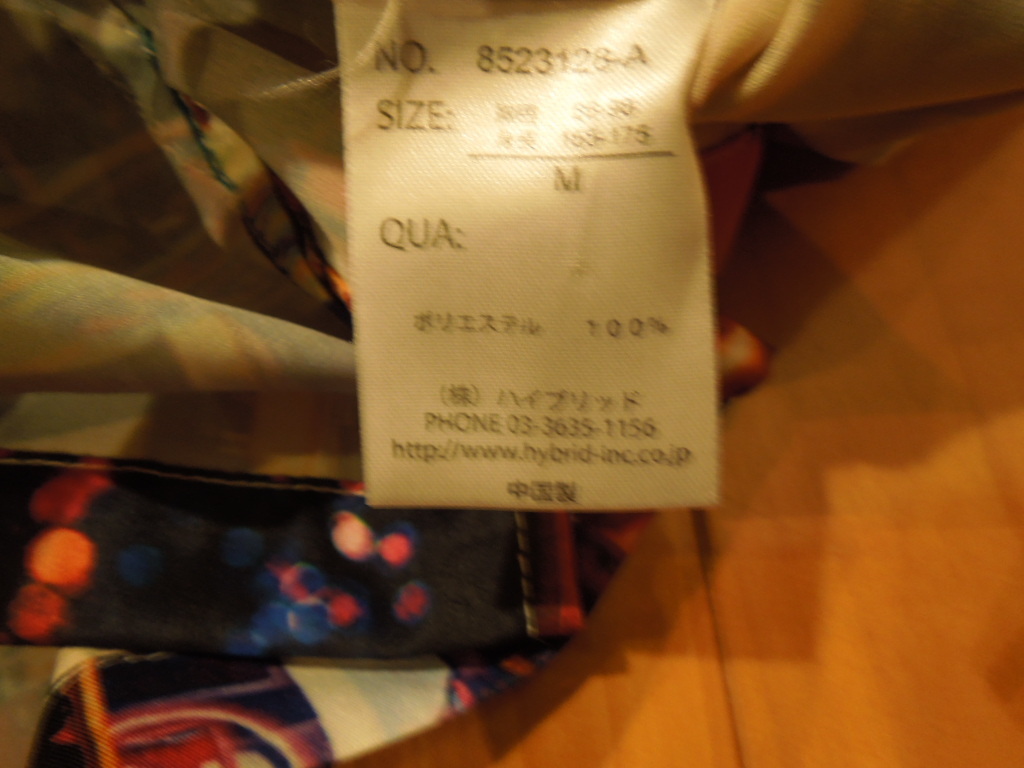 NO. 8523128-A
SIZE:
M
QUA:
ポリエステル 100%
(株)ハイブリッド
PHONE 03-3635-1156
http://www.hybrid-inc.co.jp
中国製